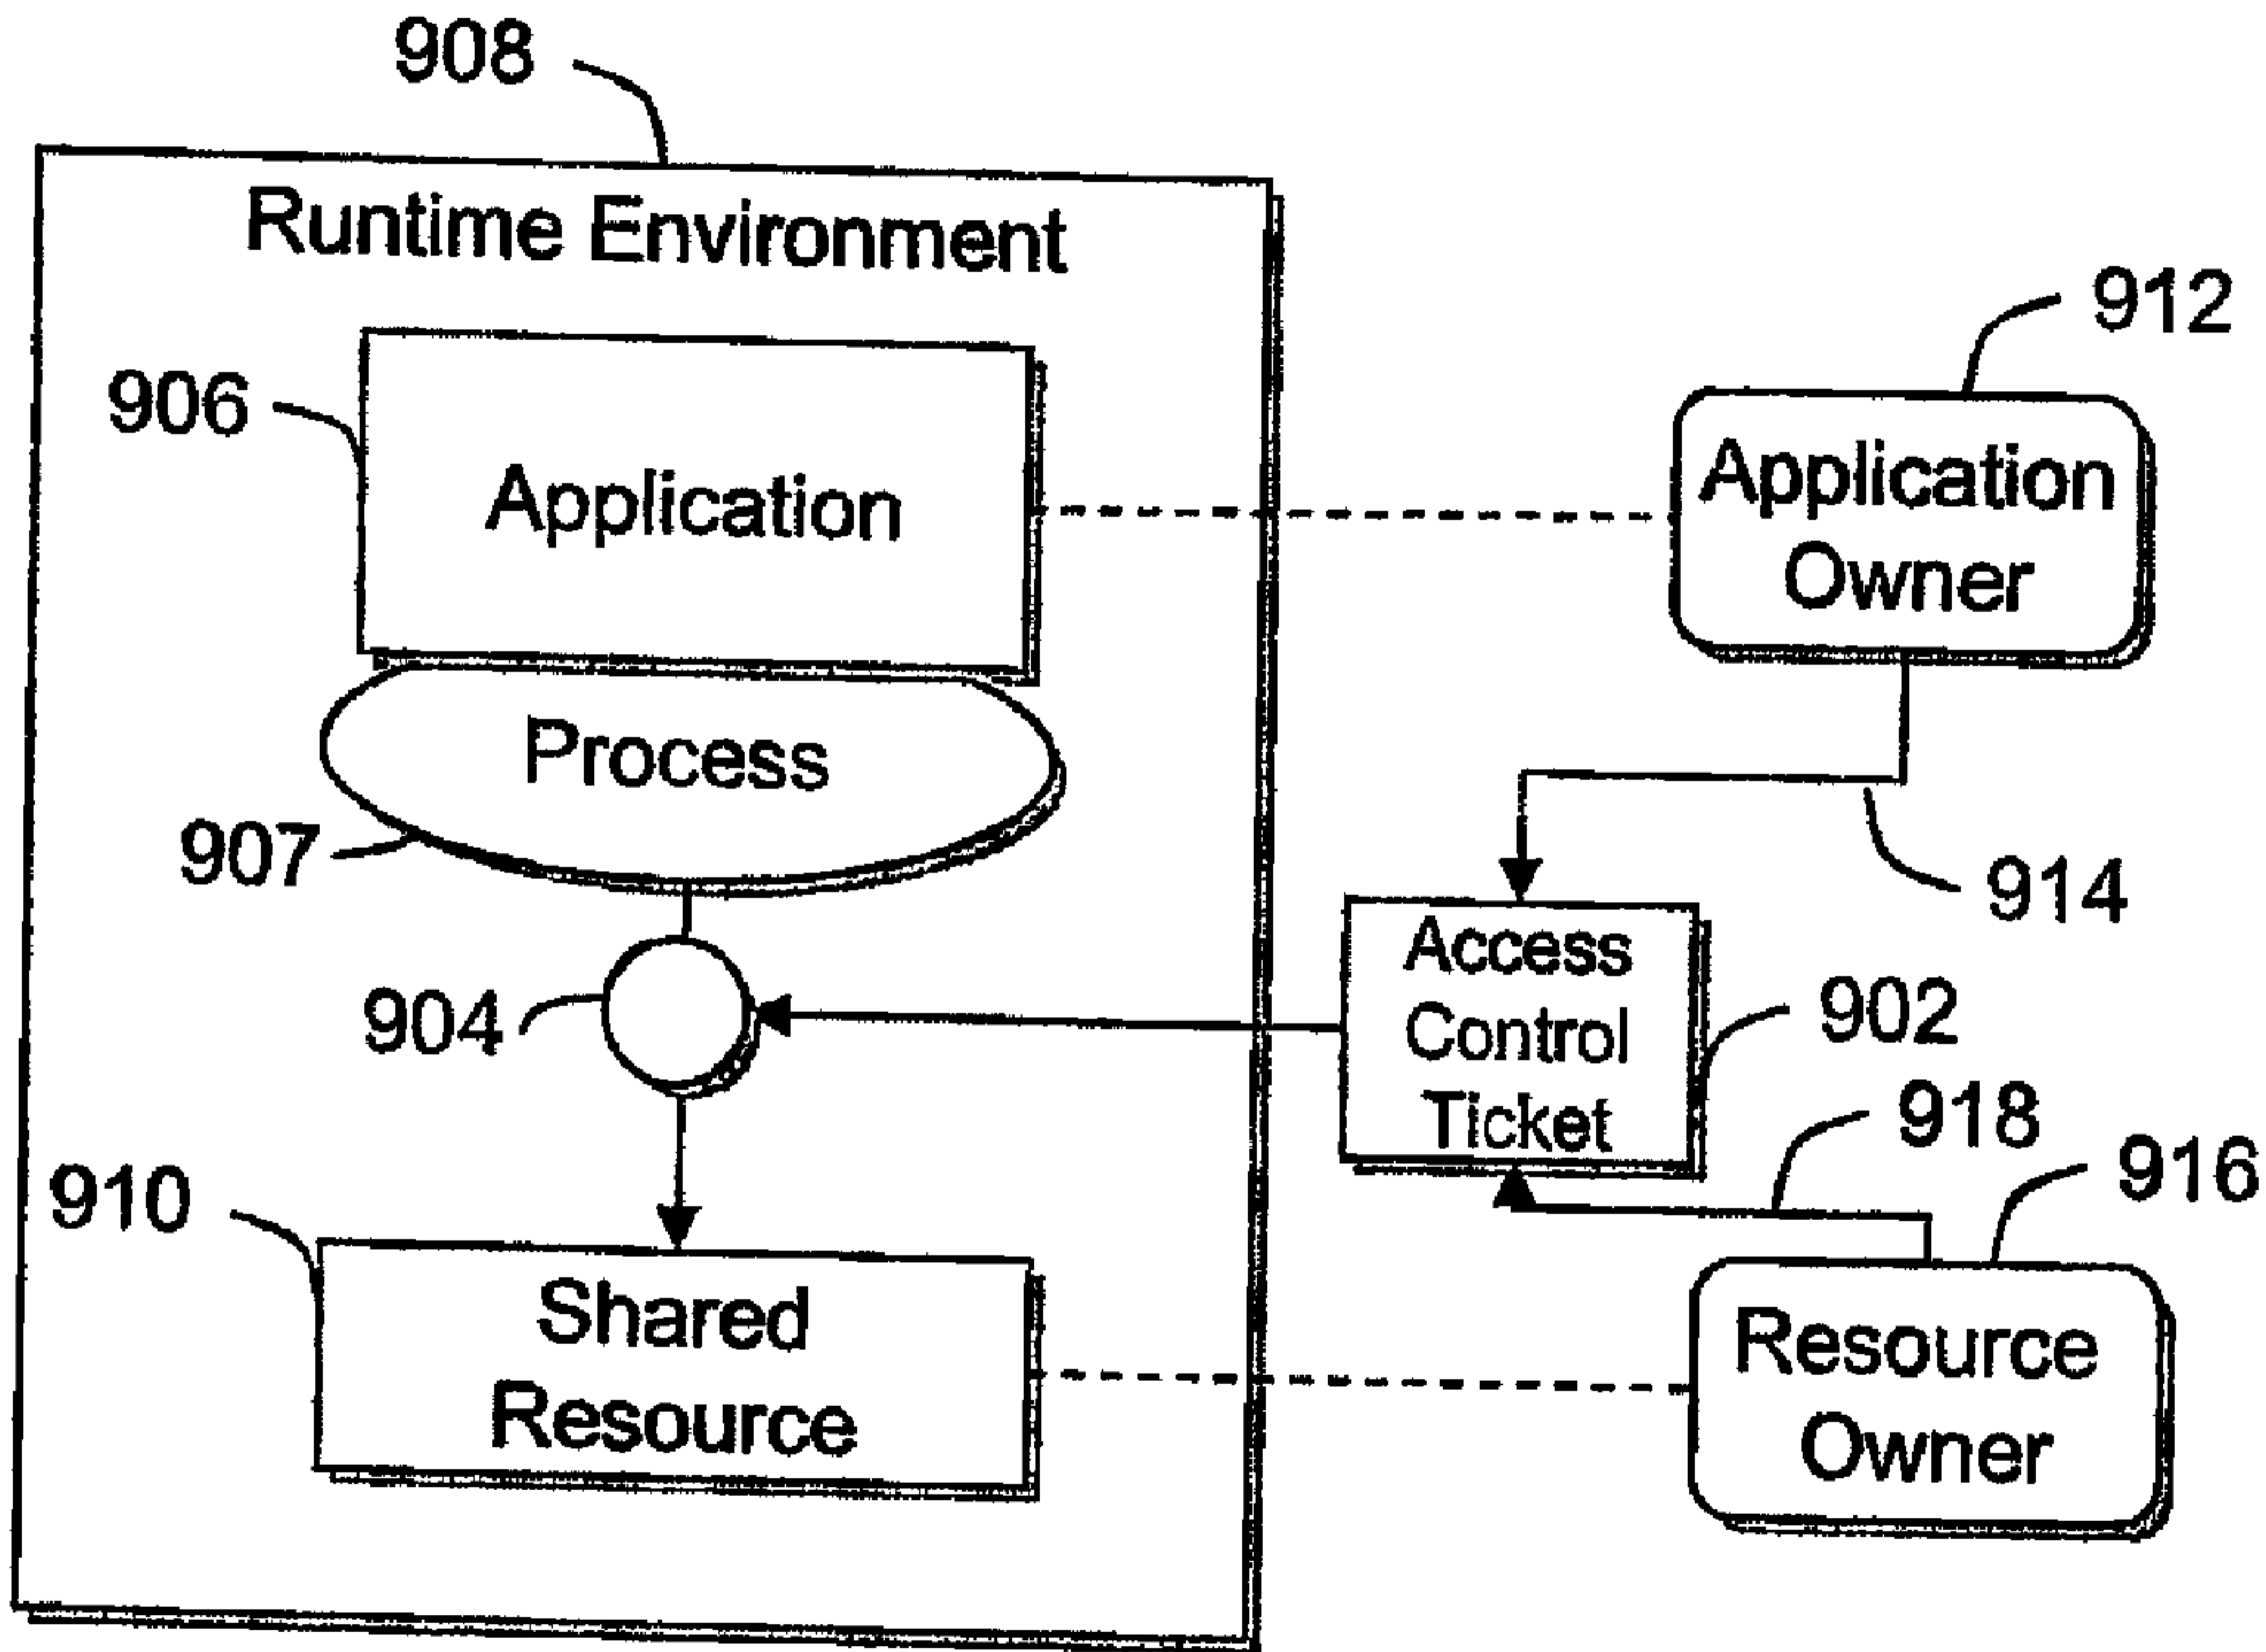 908
Runtime Environment
912
906
Application
Application
Owner
Process
907
914
Access
Control
Ticket
904
902
918
916
910
Shared
Resource
Resource
Owner